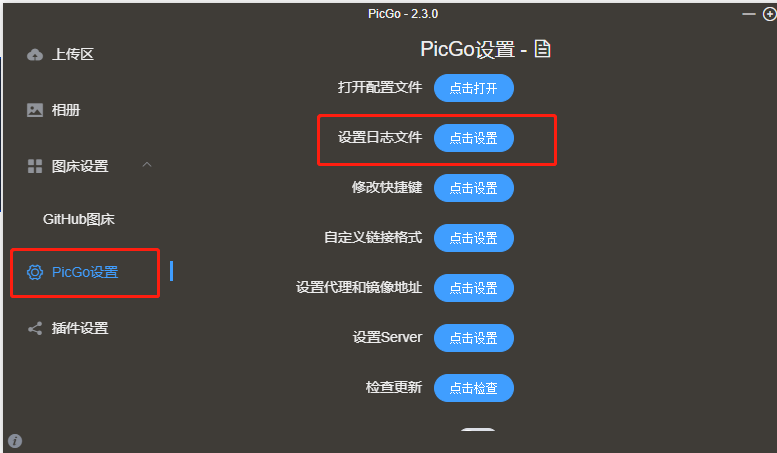 PicGo - 2.3.0
上传区
相册
图床设置
GitHub图床
PicGo设置
插件设置
PicGo设置 -
打开配置文件 点击打开
设置日志文件 点击设置
修改快捷键 点击设置
自定义链接格式 点击设置
设置代理和镜像地址 点击设置
设置Server 点击设置
检查更新 点击检查